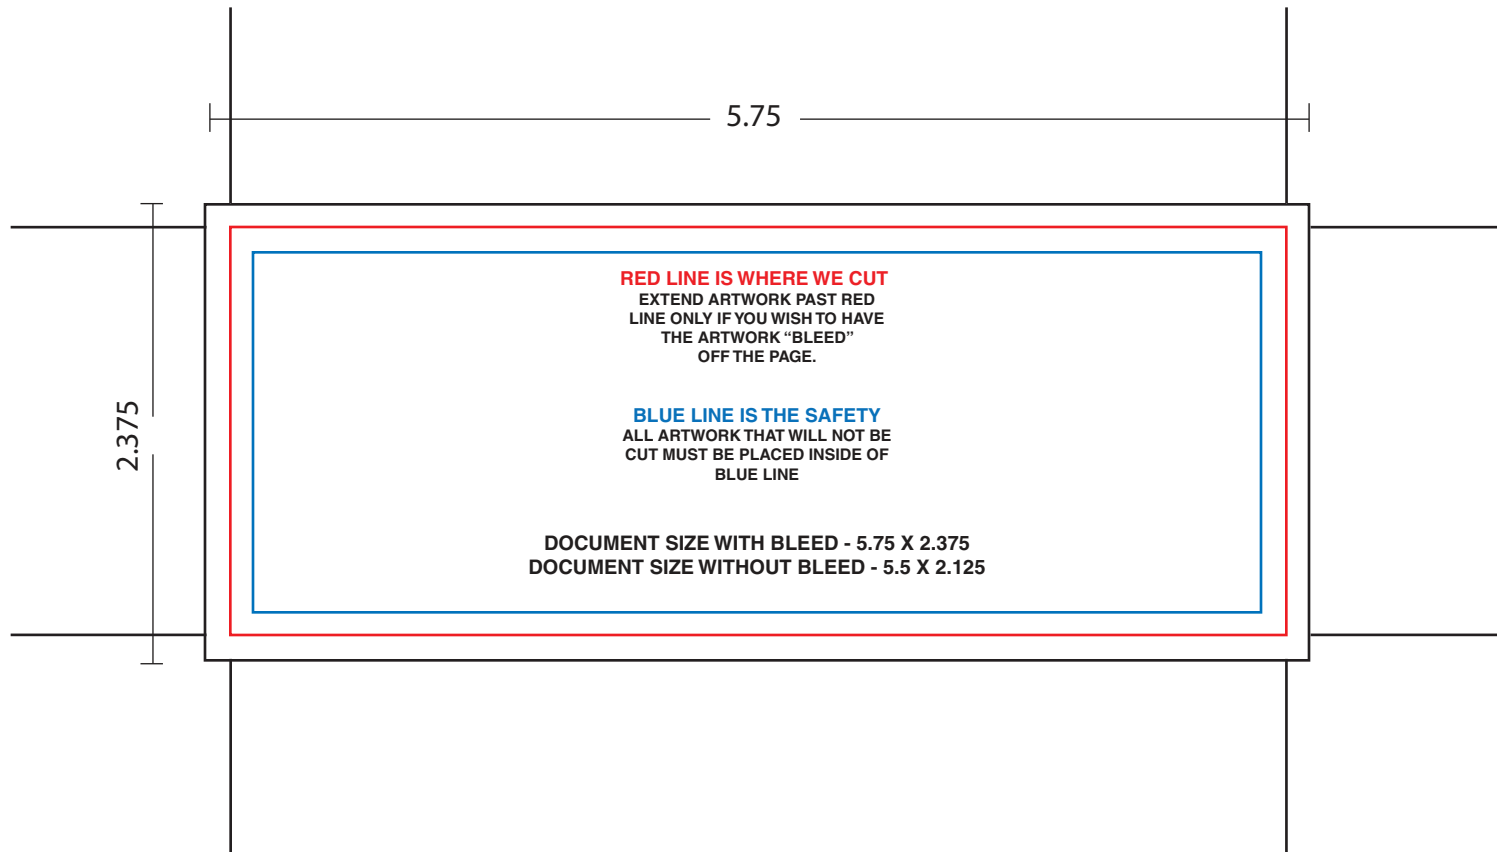 5.75
2.375
RED LINE IS WHERE WE CUT
EXTEND ARTWORK PAST RED
LINE ONLY IF YOU WISH TO HAVE
THE ARTWORK “BLEED”
OFF THE PAGE.
BLUE LINE IS THE SAFETY
ALL ARTWORK THAT WILL NOT BE
CUT MUST BE PLACED INSIDE OF
BLUE LINE
DOCUMENT SIZE WITH BLEED - 5.75 X 2.375
DOCUMENT SIZE WITHOUT BLEED - 5.5 X 2.125